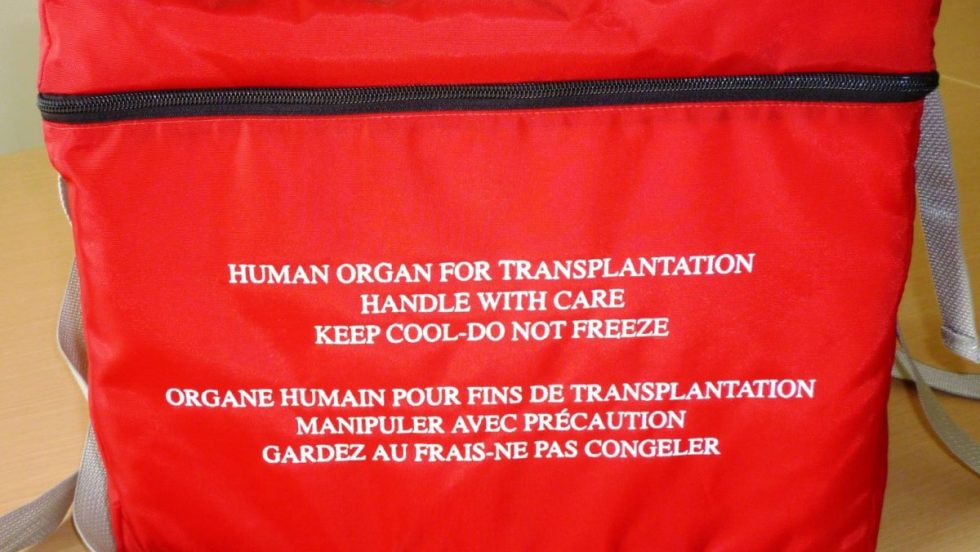 HUMAN ORGAN FOR TRANSPLANTATION
HANDLE WITH CARE
KEEP COOL-DO NOT FREEZE
ORGANE HUMAIN POUR FINS DE TRANSPLANTATION
MANIPULER AVEC PRÉCAUTION
GARDEZ AU FRAIS-NE PAS CONGELER